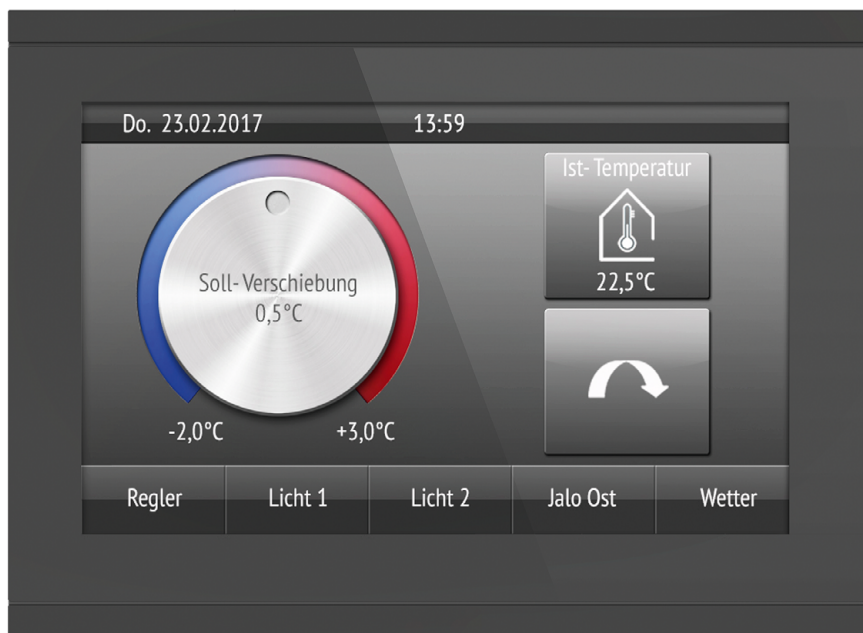 Do. 23.02.2017 13:59
Ist- Temperatur
22,5°C
Soll- Verschiebung
0,5°C
-2,0°C +3,0°C
Regler Licht 1 Licht 2 Jalo Ost Wetter